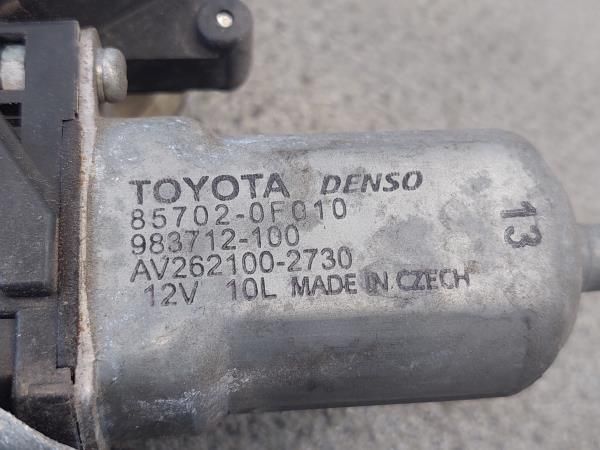 TOYOTA DENSO
85702-0F010
983712-100
AV262100-2730
12V 10L MADE IN CZECH
13